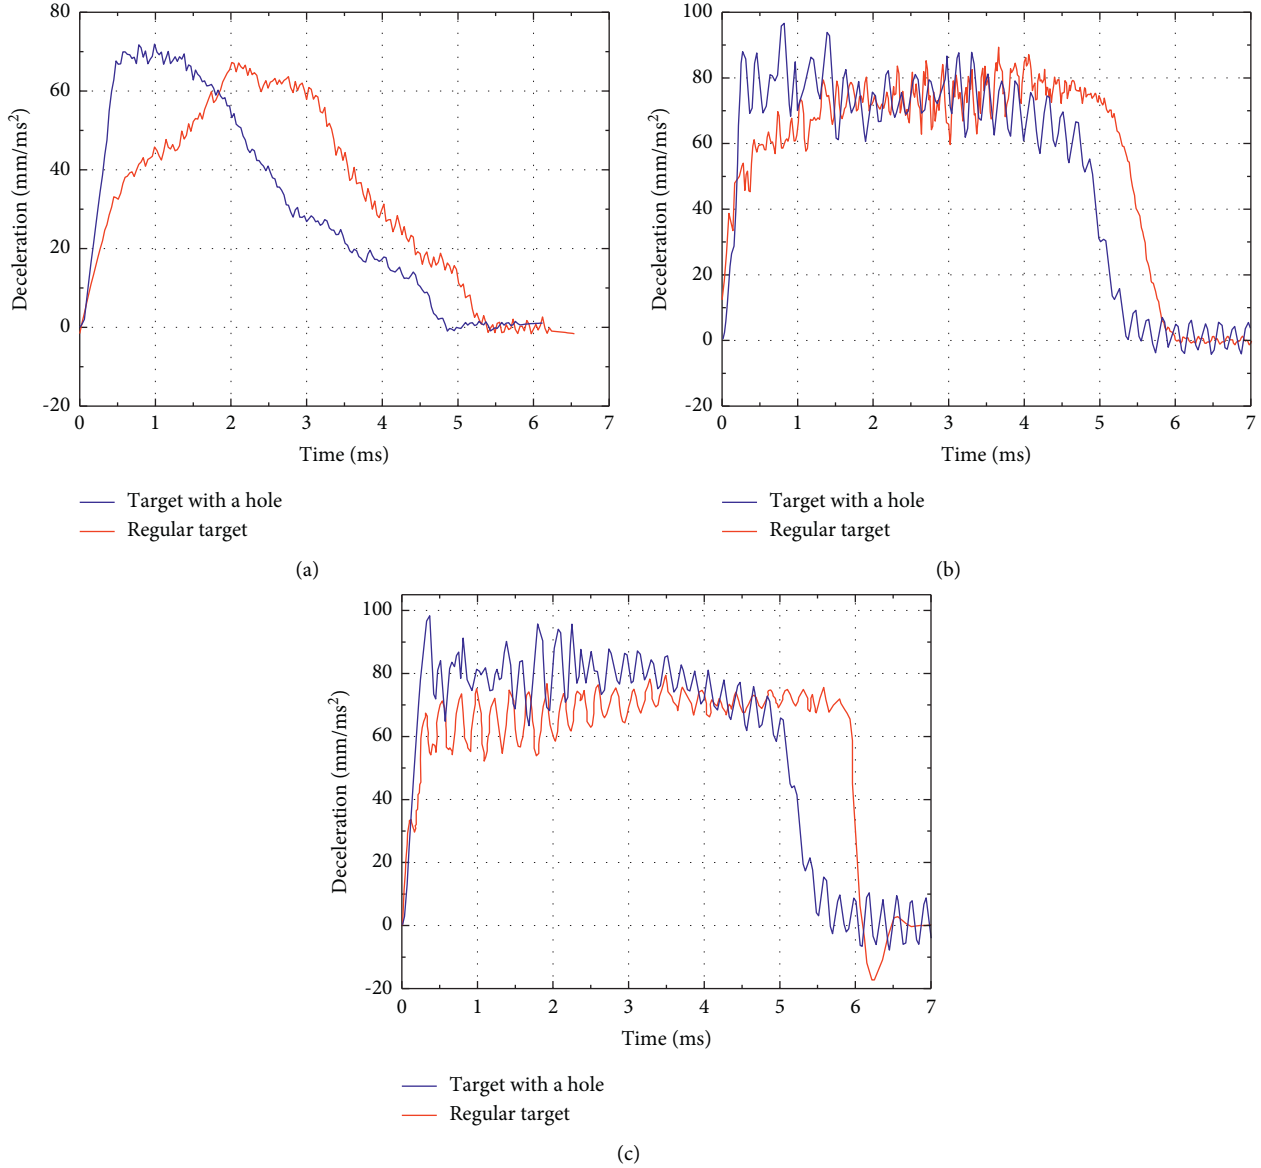 80
60
40
20
0
-20
Deceleration (mm/ms²)
0 1 2 3 4 5 6 7
Time (ms)
Target with a hole
Regular target
(a)
100
80
60
40
20
0
-20
Deceleration (mm/ms²)
0 1 2 3 4 5 6 7
Time (ms)
Target with a hole
Regular target
(b)
100
80
60
40
20
0
-20
Deceleration (mm/ms²)
0 1 2 3 4 5 6 7
Time (ms)
Target with a hole
Regular target
(c)